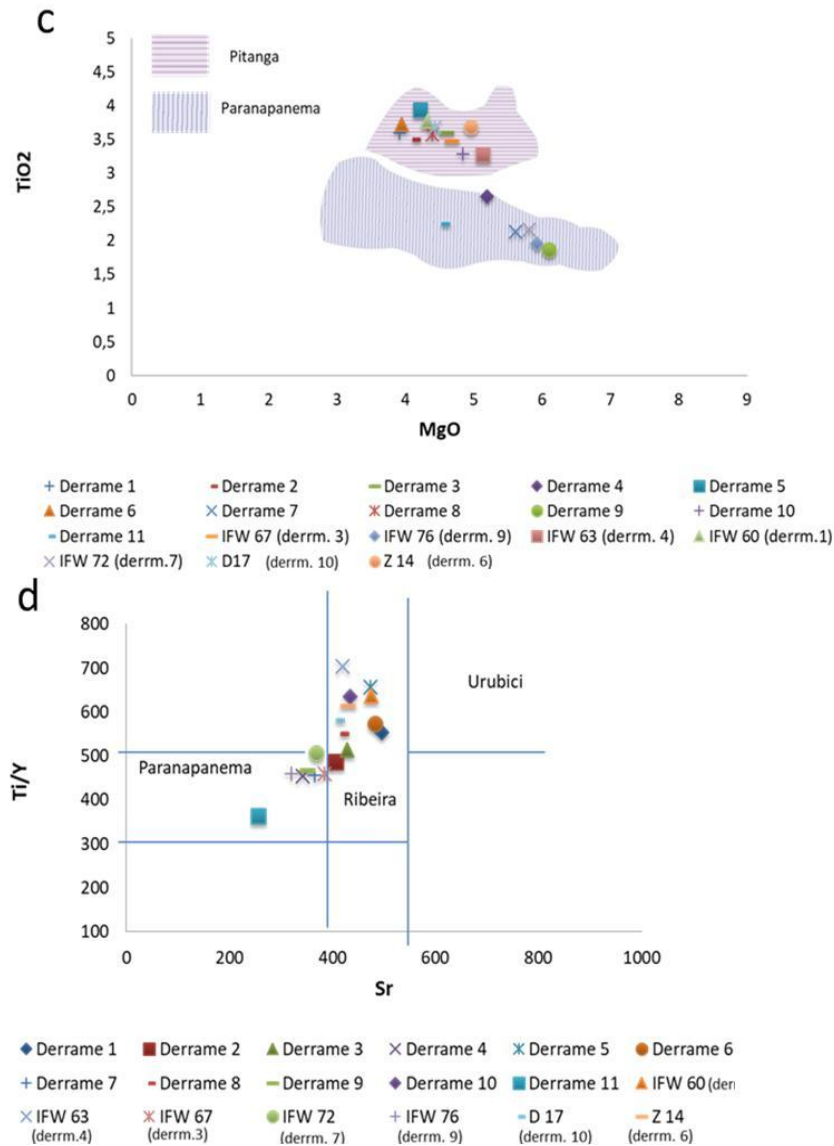 c
5
4,5
4
3,5
3
2,5
2
1,5
1
0,5
0
TiO2
Pitanga
Paranapanema
0 1 2 3 4 5 6 7 8 9
MgO
Derrame 1 Derrame 2 Derrame 3 Derrame 4 Derrame 5
Derrame 6 Derrame 7 Derrame 8 Derrame 9 Derrame 10
Derrame 11 IFW 67 (derrm. 3) IFW 76 (derrm. 9) IFW 63 (derrm. 4) IFW 60 (derrm.1)
IFW 72 (derrm.7) D17 (derrm. 10) Z 14 (derrm. 6)
d
800
700
600
500
400
300
200
100
Ti/Y
Urubici
Paranapanema
Ribeira
0 200 400 600 800 1000
Sr
Derrame 1 Derrame 2 Derrame 3 Derrame 4 Derrame 5 Derrame 6
Derrame 7 Derrame 8 Derrame 9 Derrame 10 Derrame 11 IFW 60 (der
IFW 63 IFW 67 IFW 72 IFW 76 D 17 Z 14
(derrm.4) (derrm.3) (derrm. 7) (derrm. 9) (derrm. 10) (derrm. 6)